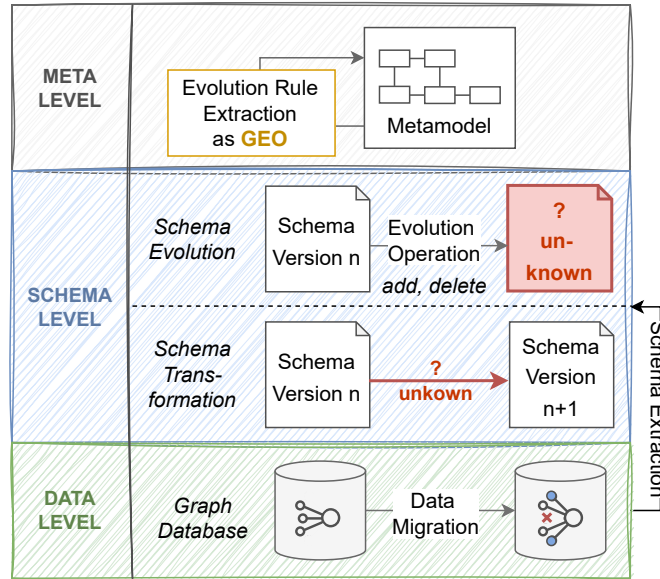 META
LEVEL
Evolution Rule
Extraction
as GEO
Metamodel
SCHEMA
LEVEL
Schema
Evolution
Schema
Version n
Evolution
Operation
add, delete
?
un-
known
Schema
Trans-
formation
Schema
Version n
?
unkown
Schema
Version
n+1
Schema Extraction
DATA
LEVEL
Graph
Database
Data
Migration